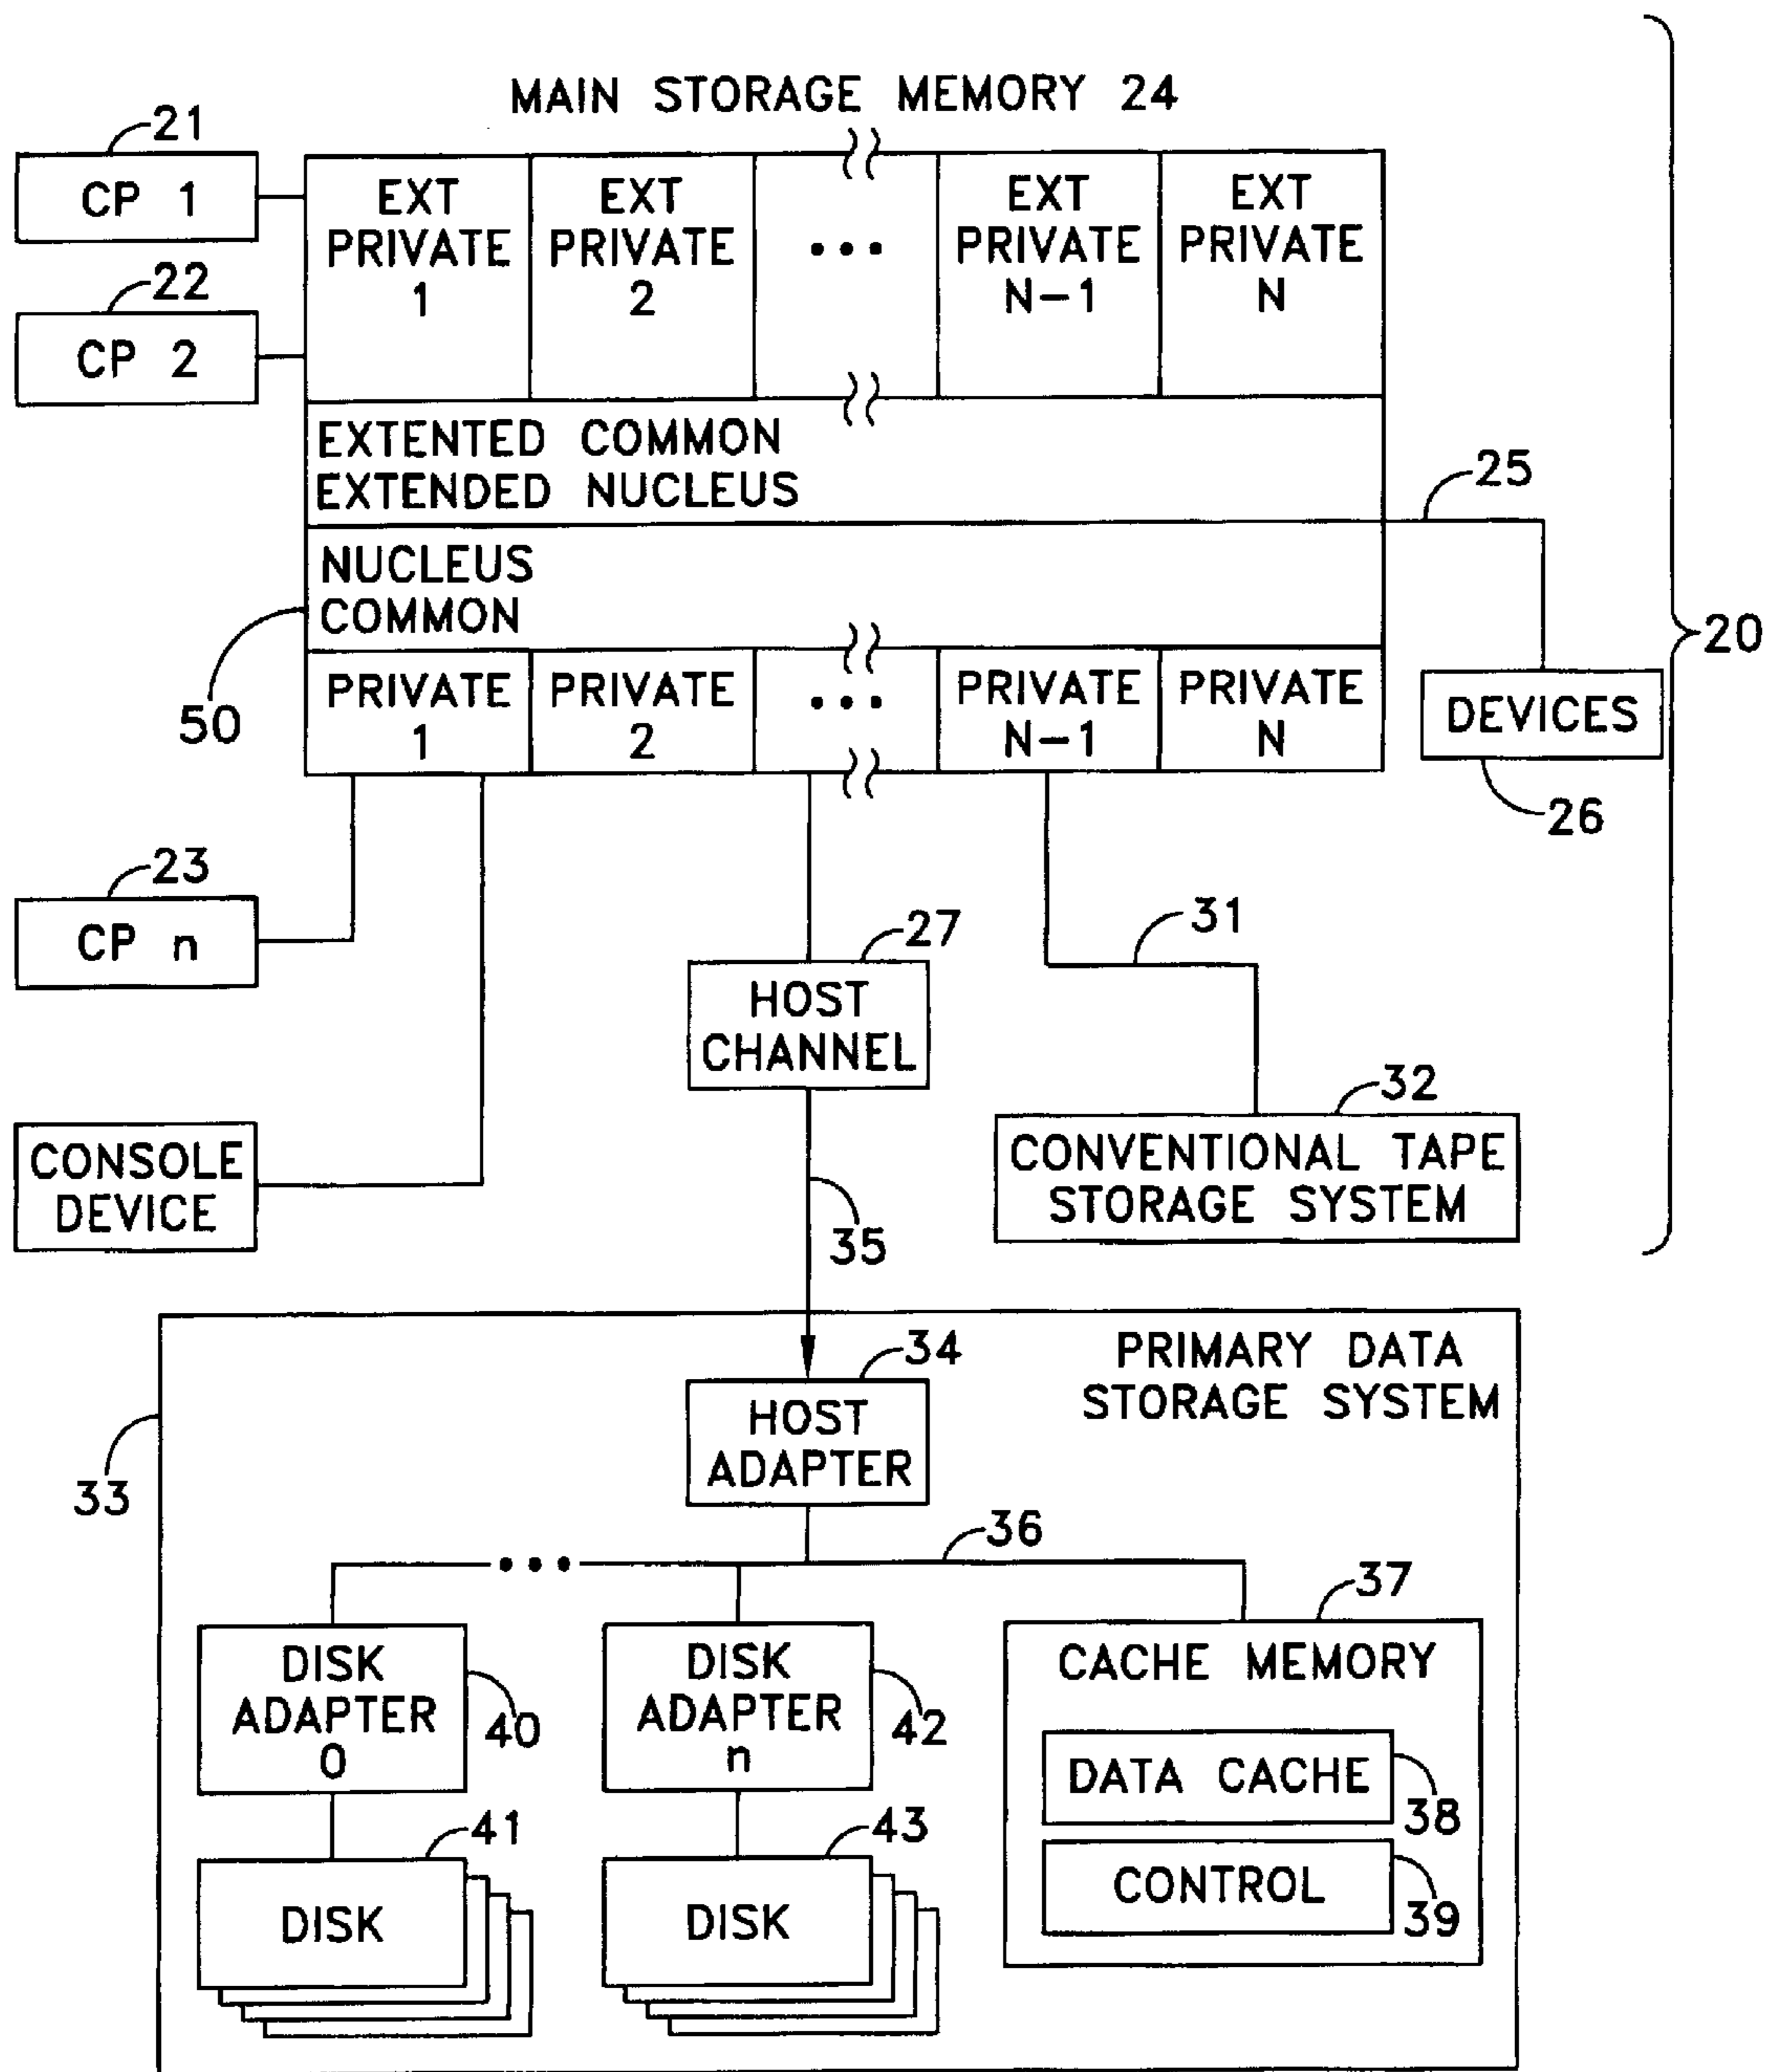 MAIN STORAGE MEMORY 24
21
CP 1
22
CP 2
EXT PRIVATE 1
EXT PRIVATE 2
...
EXT PRIVATE N-1
EXT PRIVATE N
EXTENTED COMMON
EXTENDED NUCLEUS
25
NUCLEUS
COMMON
20
50
PRIVATE 1
PRIVATE 2
...
PRIVATE N-1
PRIVATE N
DEVICES
26
23
CP n
27
HOST
CHANNEL
31
32
CONVENTIONAL TAPE
STORAGE SYSTEM
CONSOLE
DEVICE
35
PRIMARY DATA
STORAGE SYSTEM
34
HOST
ADAPTER
33
36
...
37
DISK
ADAPTER
0
40
DISK
ADAPTER
n
42
CACHE MEMORY
DATA CACHE
38
CONTROL
39
41
DISK
43
DISK